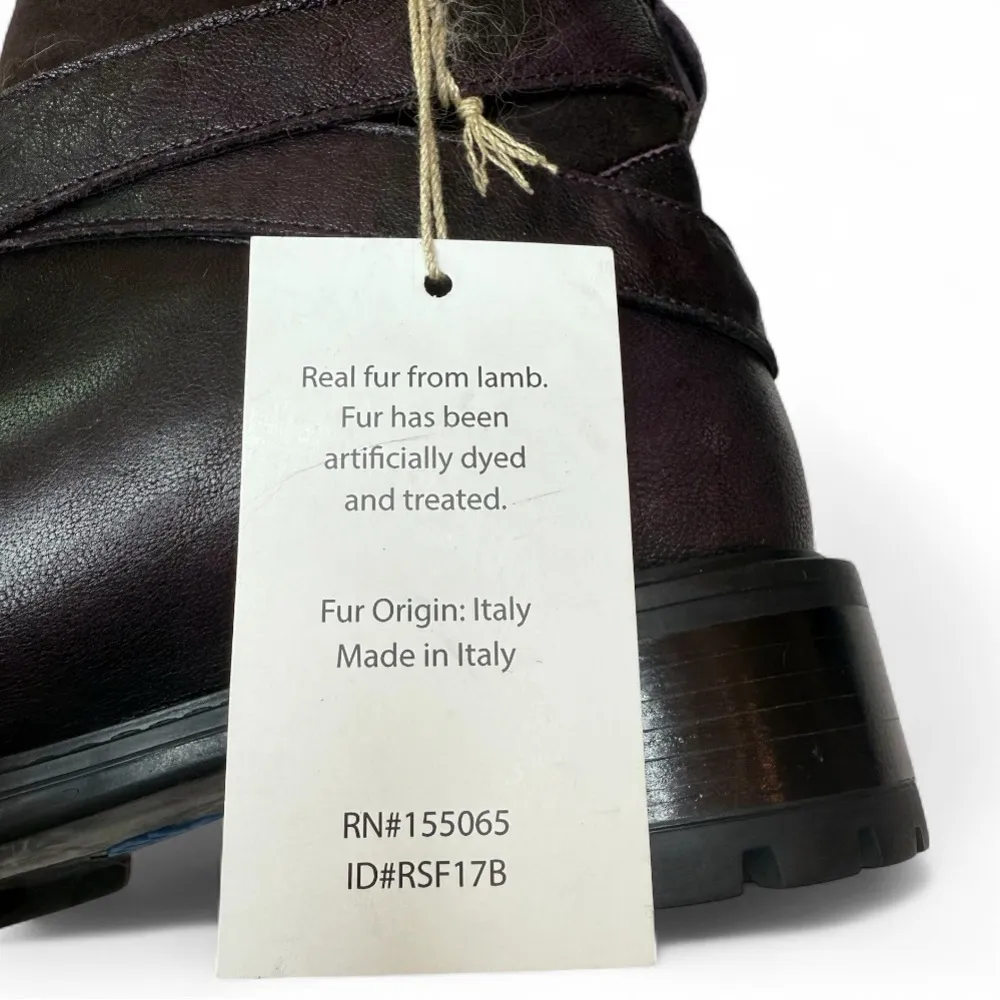 Real fur from lamb.
Fur has been
artificially dyed
and treated.
Fur Origin: Italy
Made in Italy
RN#155065
ID#RSF17B